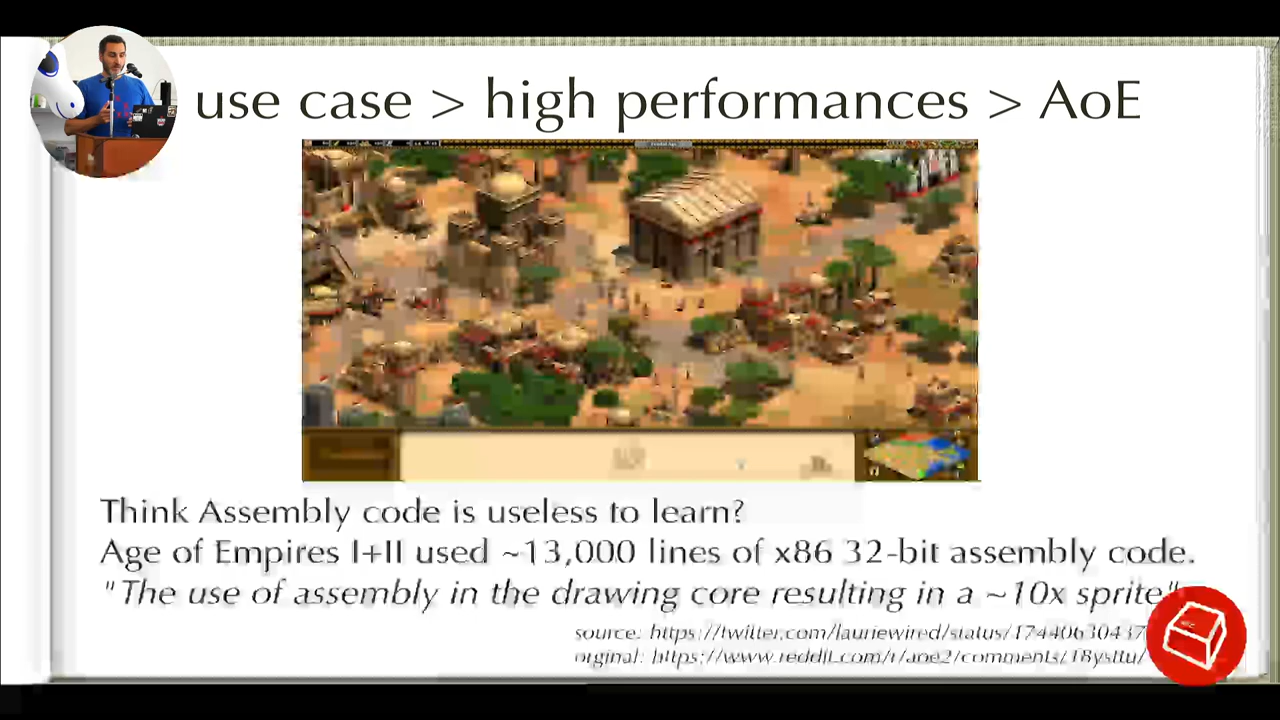 use case > high performances > AoE
Think Assembly code is useless to learn?
Age of Empires I+II used ~13,000 lines of x86 32-bit assembly code.
"The use of assembly in the drawing core resulting in a ~10x sprite"
source: https://twitter.com/lauriewired/status/
orginal: https://www.reddit.com/r/aoe2/comments/